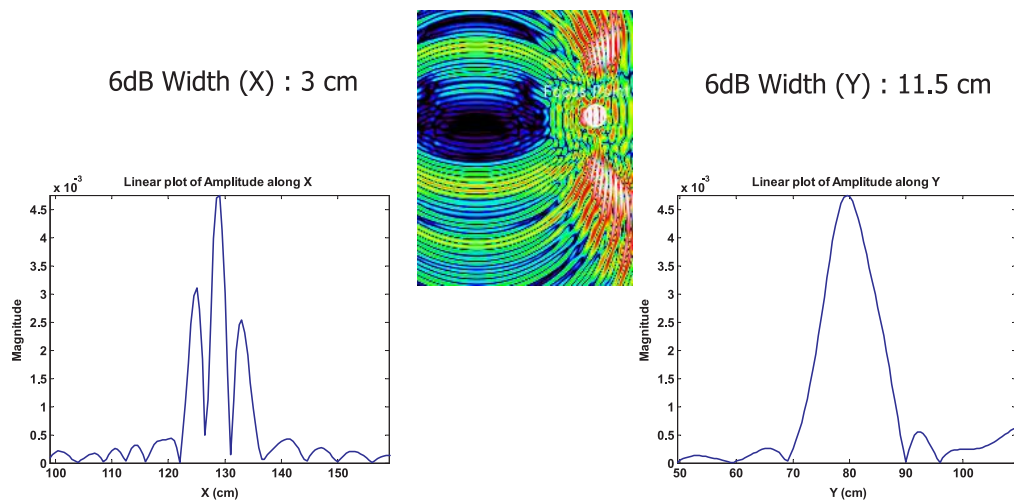 6dB Width (X) : 3 cm
Focus Point
6dB Width (Y) : 11.5 cm
x 10-3
Linear plot of Amplitude along X
4.5
4
3.5
3
2.5
2
1.5
1
0.5
0
Magnitude
100 110 120 130 140 150
X (cm)
x 10-3
Linear plot of Amplitude along Y
4.5
4
3.5
3
2.5
2
1.5
1
0.5
0
Magnitude
50 60 70 80 90 100
Y (cm)